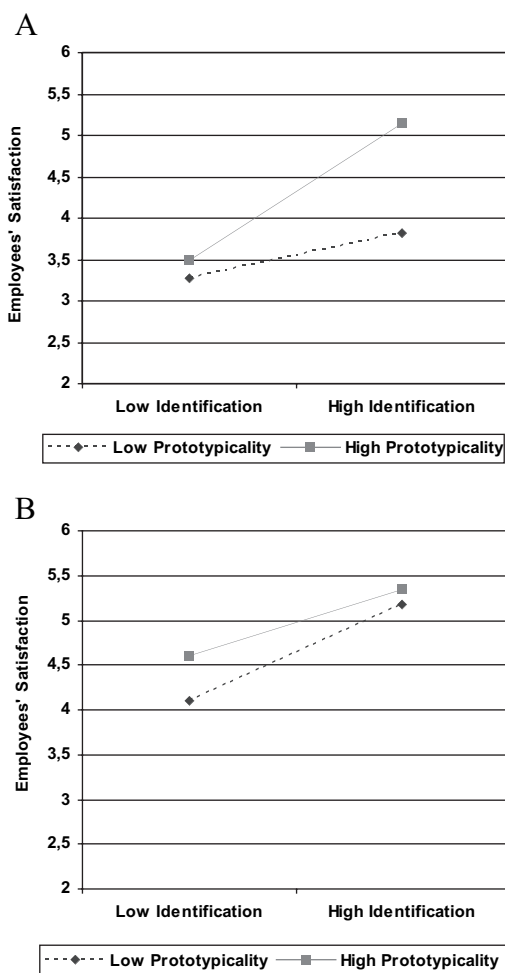 A
6
5,5
5
4,5
4
3,5
3
2,5
2
Employees' Satisfaction
Low Identification High Identification
Low Prototypicality High Prototypicality
B
6
5,5
5
4,5
4
3,5
3
2,5
2
Employees' Satisfaction
Low Identification High Identification
Low Prototypicality High Prototypicality